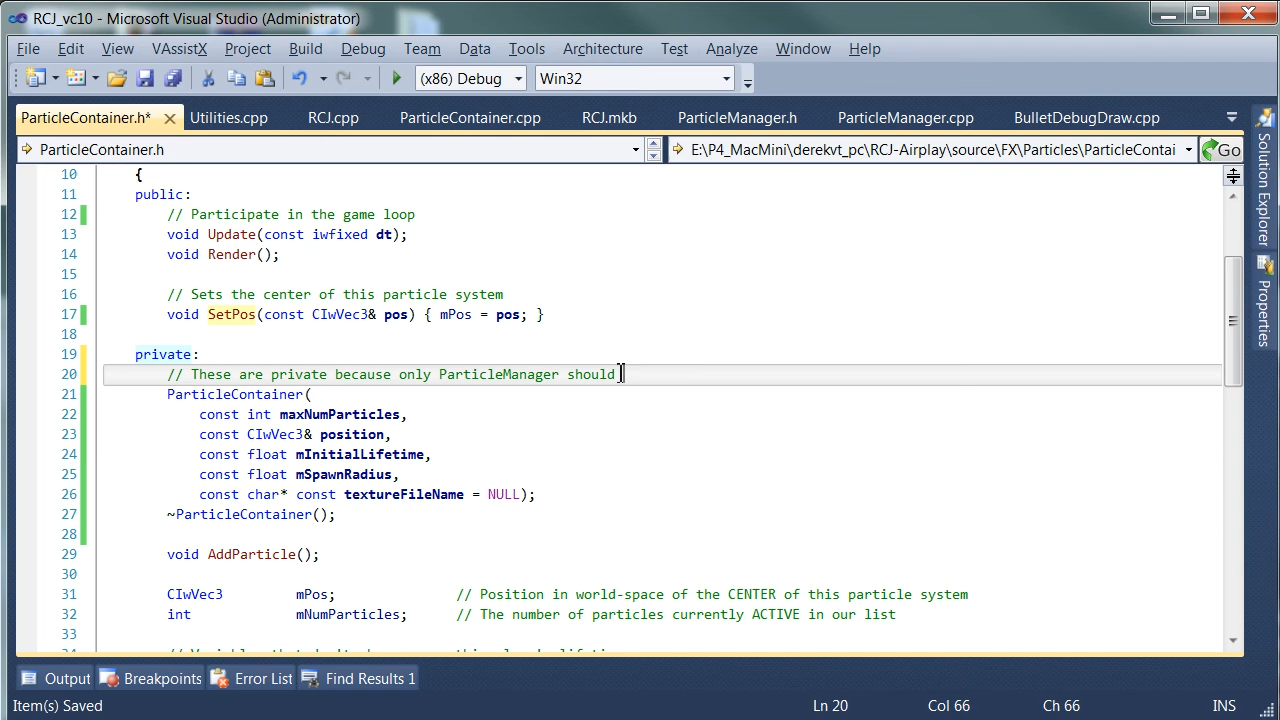 RCJ_vc10 - Microsoft Visual Studio (Administrator)
File Edit View VAssistX Project Build Debug Team Data Tools Architecture Test Analyze Window Help
(x86) Debug Win32
ParticleContainer.h* Utilities.cpp RCJ.cpp ParticleContainer.cpp RCJ.mkb ParticleManager.h ParticleManager.cpp BulletDebugDraw.cpp
ParticleContainer.h E:\P4_MacMini\derekvt_pc\RCJ-Airplay\source\FX\Particles\ParticleContai Go
10 {
11 public:
12 // Participate in the game loop
13 void Update(const iwfixed dt);
14 void Render();
15
16 // Sets the center of this particle system
17 void SetPos(const CIwVec3& pos) { mPos = pos; }
18
19 private:
20 // These are private because only ParticleManager should
21 ParticleContainer(
22 const int maxNumParticles,
23 const CIwVec3& position,
24 const float mInitialLifetime,
25 const float mSpawnRadius,
26 const char* const textureFileName = NULL);
27 ~ParticleContainer();
28
29 void AddParticle();
30
31 CIwVec3 mPos; // Position in world-space of the CENTER of this particle system
32 int mNumParticles; // The number of particles currently ACTIVE in our list
33
Solution Explorer
Properties
Output Breakpoints Error List Find Results 1
Item(s) Saved Ln 20 Col 66 Ch 66 INS